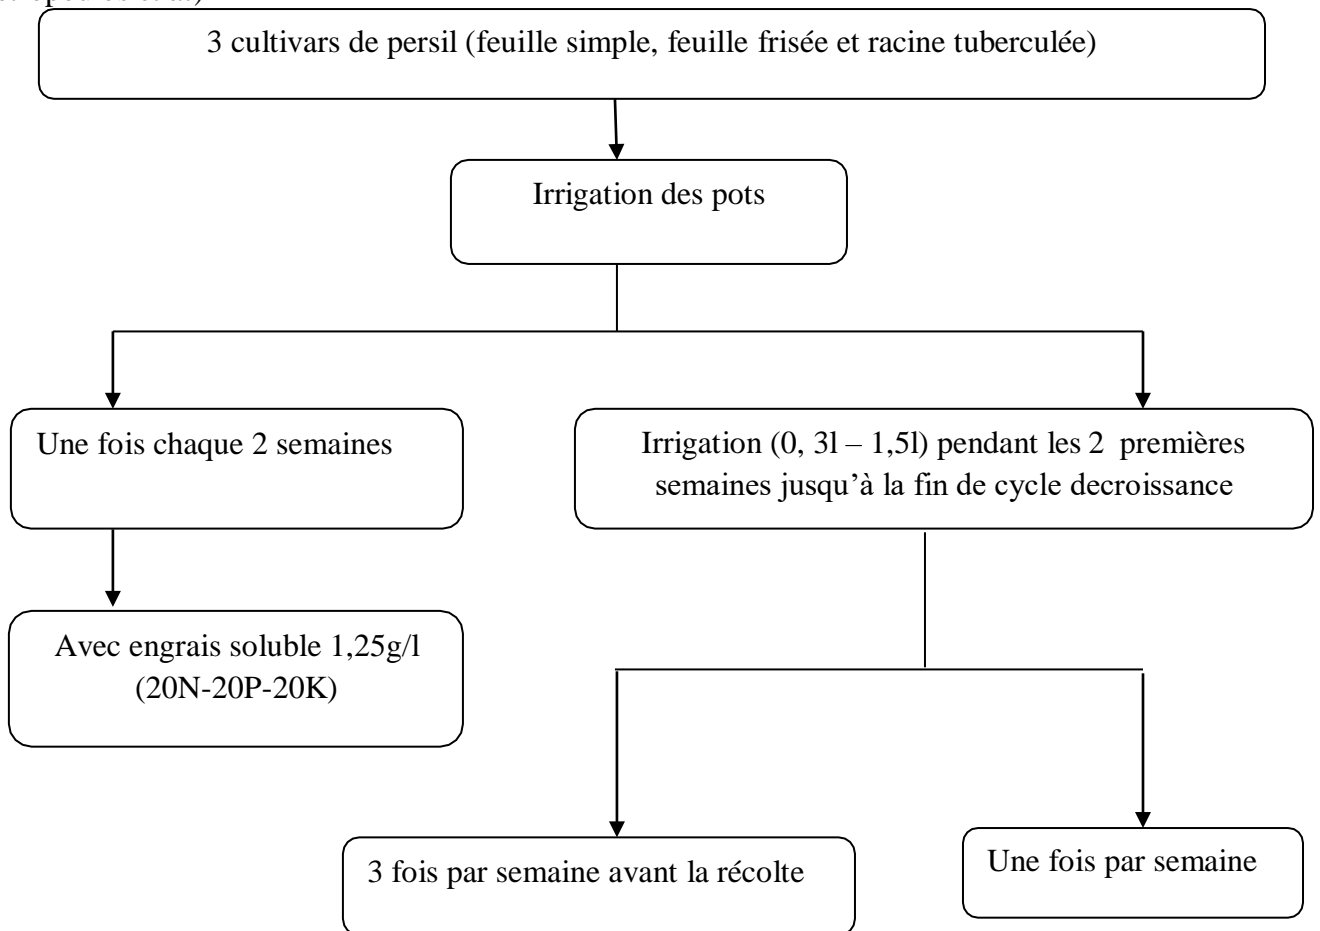 3 cultivars de persil (feuille simple, feuille frisée et racine tuberculée)
Irrigation des pots
Une fois chaque 2 semaines
Irrigation (0, 3l – 1,5l) pendant les 2 premières
semaines jusqu’à la fin de cycle decroissance
Avec engrais soluble 1,25g/l
(20N-20P-20K)
3 fois par semaine avant la récolte
Une fois par semaine